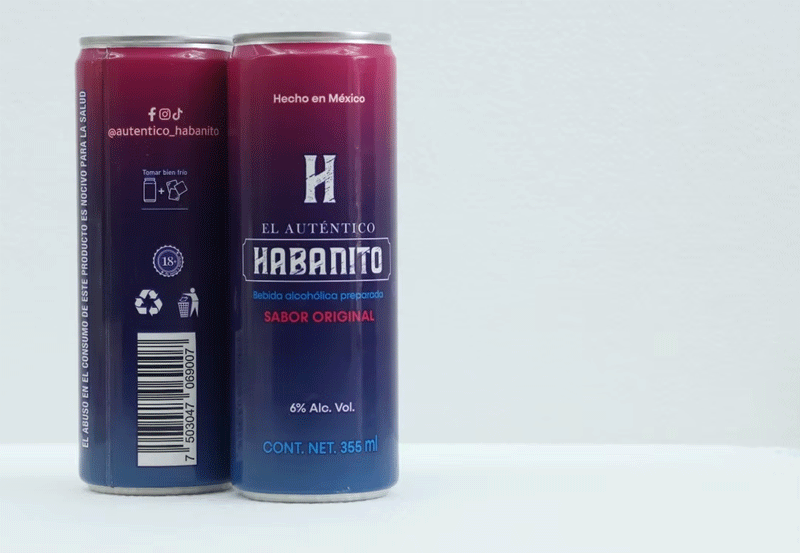 EL ABUSO EN EL CONSUMO DE ESTE PRODUCTO ES NOCIVO PARA LA SALUD
@autentico_habanito
Tomar bien frío
+
18+
7 503047 069007
Hecho en México
H
EL AUTÉNTICO
HABANITO
Bebida alcohólica preparada
SABOR ORIGINAL
6% Alc. Vol.
CONT. NET. 355 ml